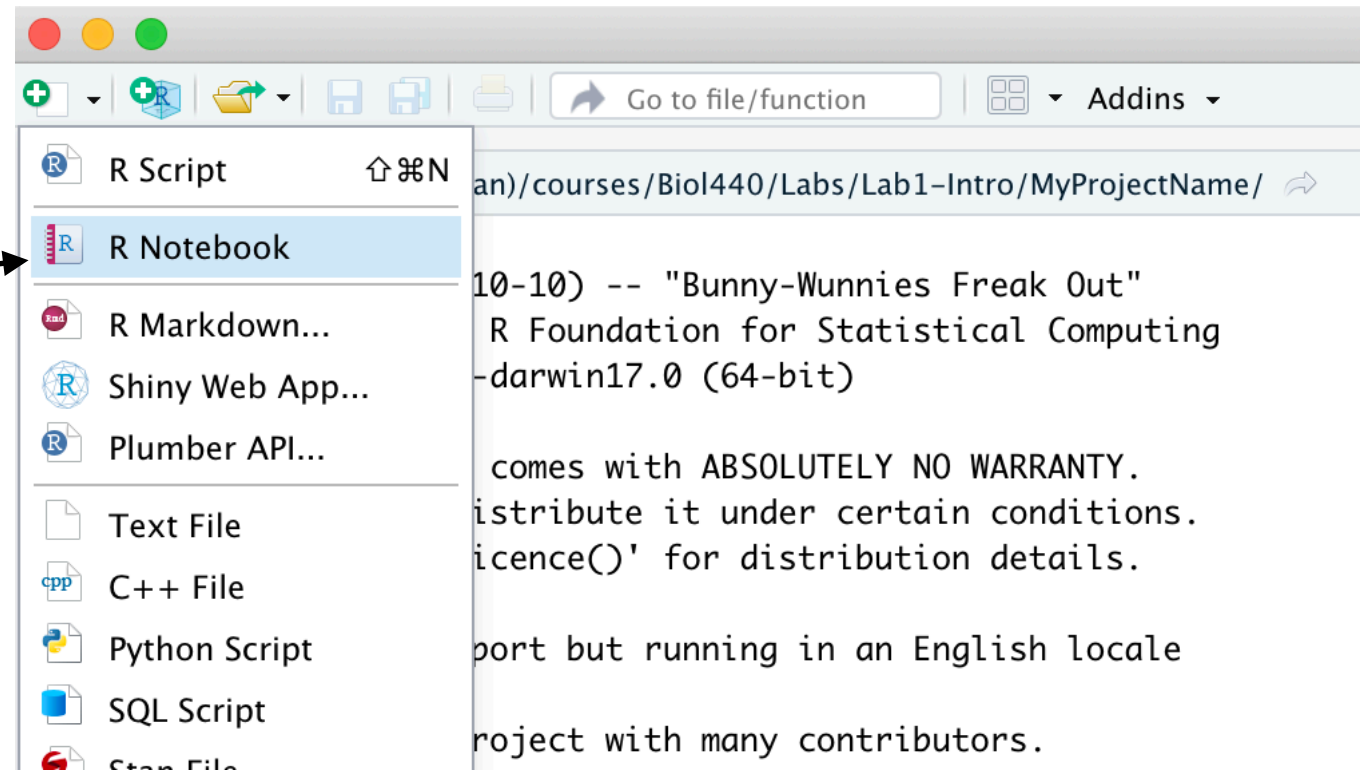 Go to file/function
Addins
R Script ⇧⌘N
an)/courses/Biol440/Labs/Lab1-Intro/MyProjectName/
R Notebook
10-10) -- "Bunny-Wunnies Freak Out"
R Markdown...
R Foundation for Statistical Computing
Shiny Web App...
-darwin17.0 (64-bit)
Plumber API...
comes with ABSOLUTELY NO WARRANTY.
Text File
istribute it under certain conditions.
C++ File
icence()' for distribution details.
Python Script
port but running in an English locale
SQL Script
roject with many contributors.
Stan File